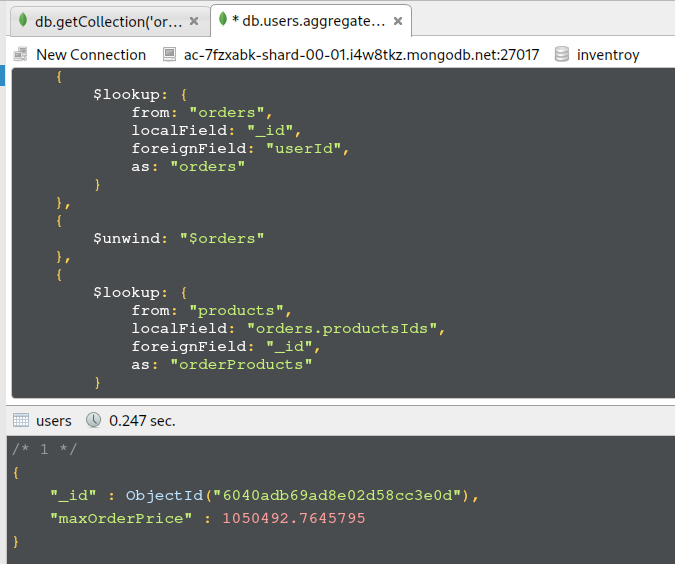 db.getCollection('or... ×
* db.users.aggregate... ×
New Connection ac-7fzxabk-shard-00-01.i4w8tkz.mongodb.net:27017 inventroy
{
$lookup: {
from: "orders",
localField: "_id",
foreignField: "userId",
as: "orders"
}
},
{
$unwind: "$orders"
},
{
$lookup: {
from: "products",
localField: "orders.productsIds",
foreignField: "_id",
as: "orderProducts"
}
users 0.247 sec.
/* 1 */
{
"_id" : ObjectId("6040adb69ad8e02d58cc3e0d"),
"maxOrderPrice" : 1050492.7645795
}